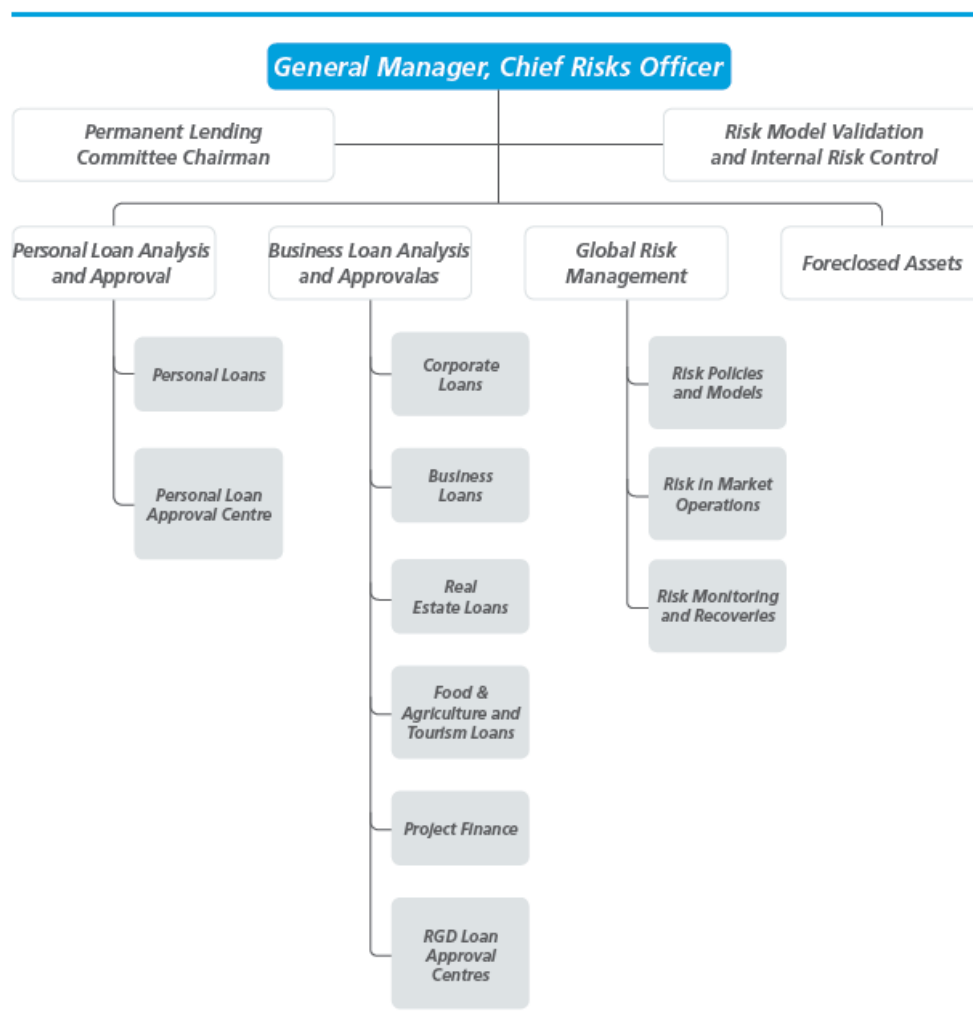 General Manager, Chief Risks Officer
Permanent Lending
Committee Chairman
Risk Model Validation
and Internal Risk Control
Personal Loan Analysis
and Approval
Business Loan Analysis
and Approvalas
Global Risk
Management
Foreclosed Assets
Personal Loans
Personal Loan
Approval Centre
Corporate
Loans
Business
Loans
Real
Estate Loans
Food &
Agriculture and
Tourism Loans
Project Finance
RGD Loan
Approval
Centres
Risk Policies
and Models
Risk in Market
Operations
Risk Monitoring
and Recoveries